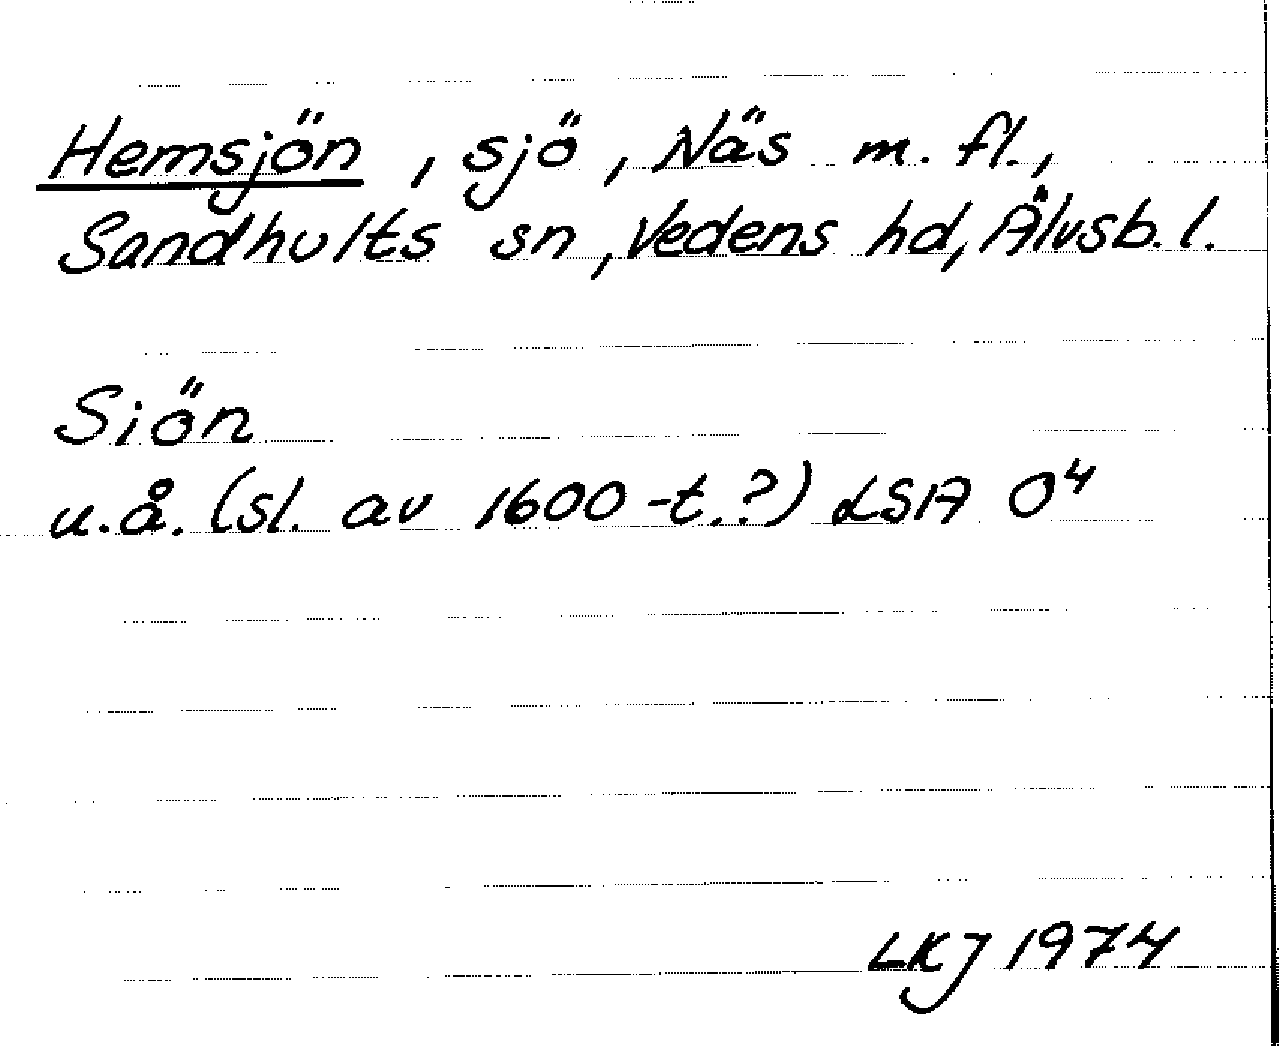 Hemsjön, sjö, Näs m. fl.,
Sandhults sn, Vedens hd, Älvsb. l.
Siön
u.å. (sl. av 1600-t.?) LSA O⁴
LKJ 1974